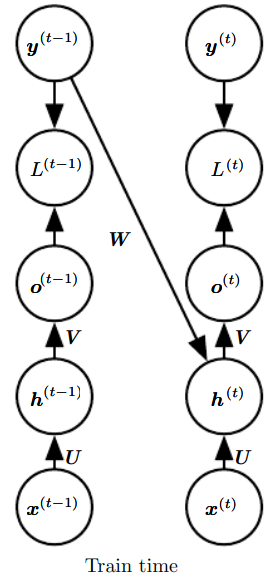 y^(t−1) y^(t)
L^(t−1) L^(t)
W
o^(t−1) o^(t)
V V
h^(t−1) h^(t)
U U
x^(t−1) x^(t)
Train time